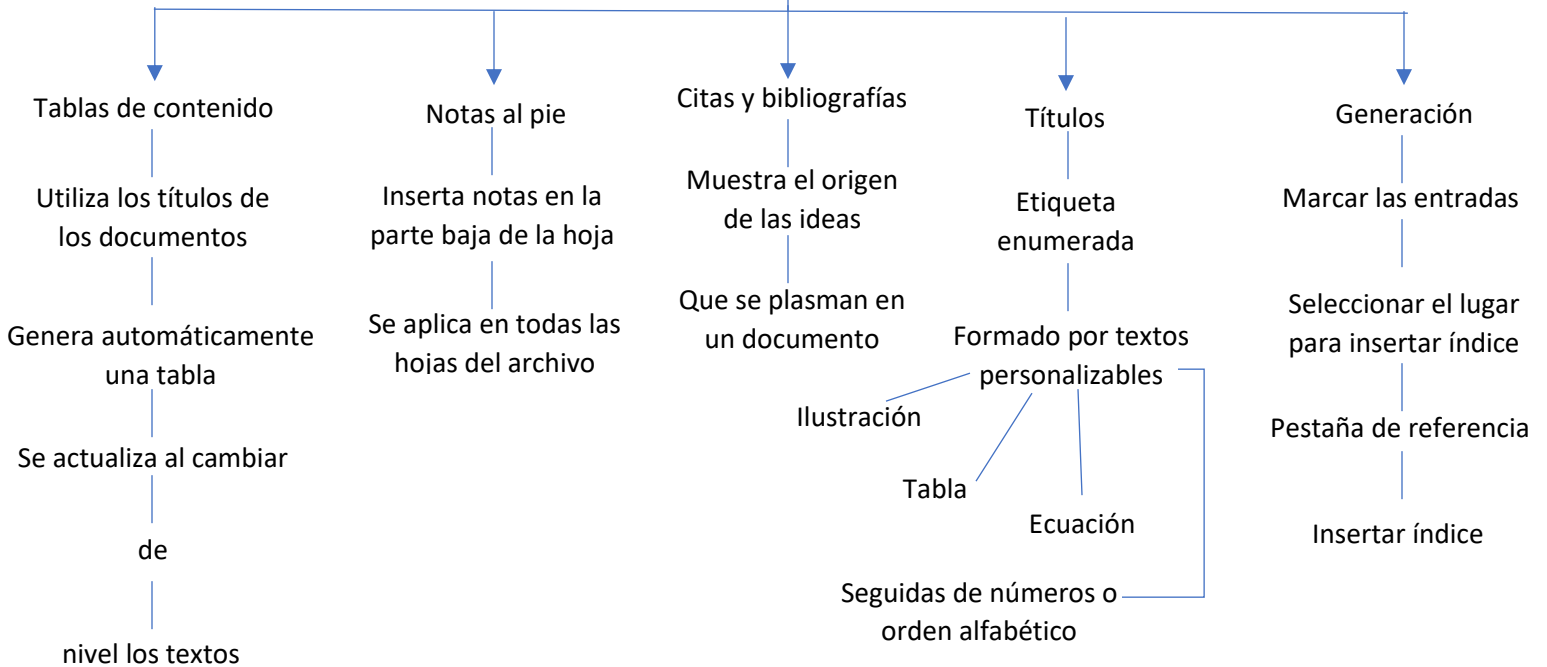 Tablas de contenido
Utiliza los títulos de
los documentos
Genera automáticamente
una tabla
Se actualiza al cambiar
de
nivel los textos
Notas al pie
Inserta notas en la
parte baja de la hoja
Se aplica en todas las
hojas del archivo
Citas y bibliografías
Muestra el origen
de las ideas
Que se plasman en
un documento
Títulos
Etiqueta
enumerada
Formado por textos
personalizables
Ilustración
Tabla
Ecuación
Seguidas de números o
orden alfabético
Generación
Marcar las entradas
Seleccionar el lugar
para insertar índice
Pestaña de referencia
Insertar índice